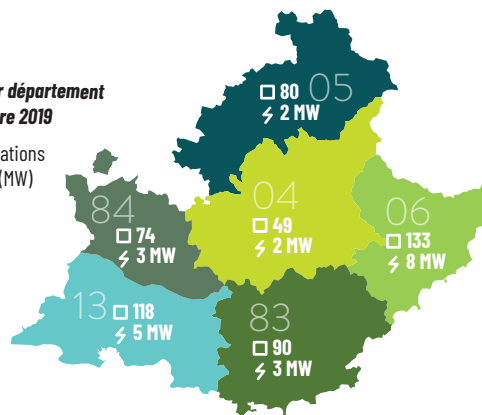 département
re 2019
ations
(MW)
05
80
2 MW
04
49
2 MW
06
133
8 MW
84
74
3 MW
13
118
5 MW
83
90
3 MW